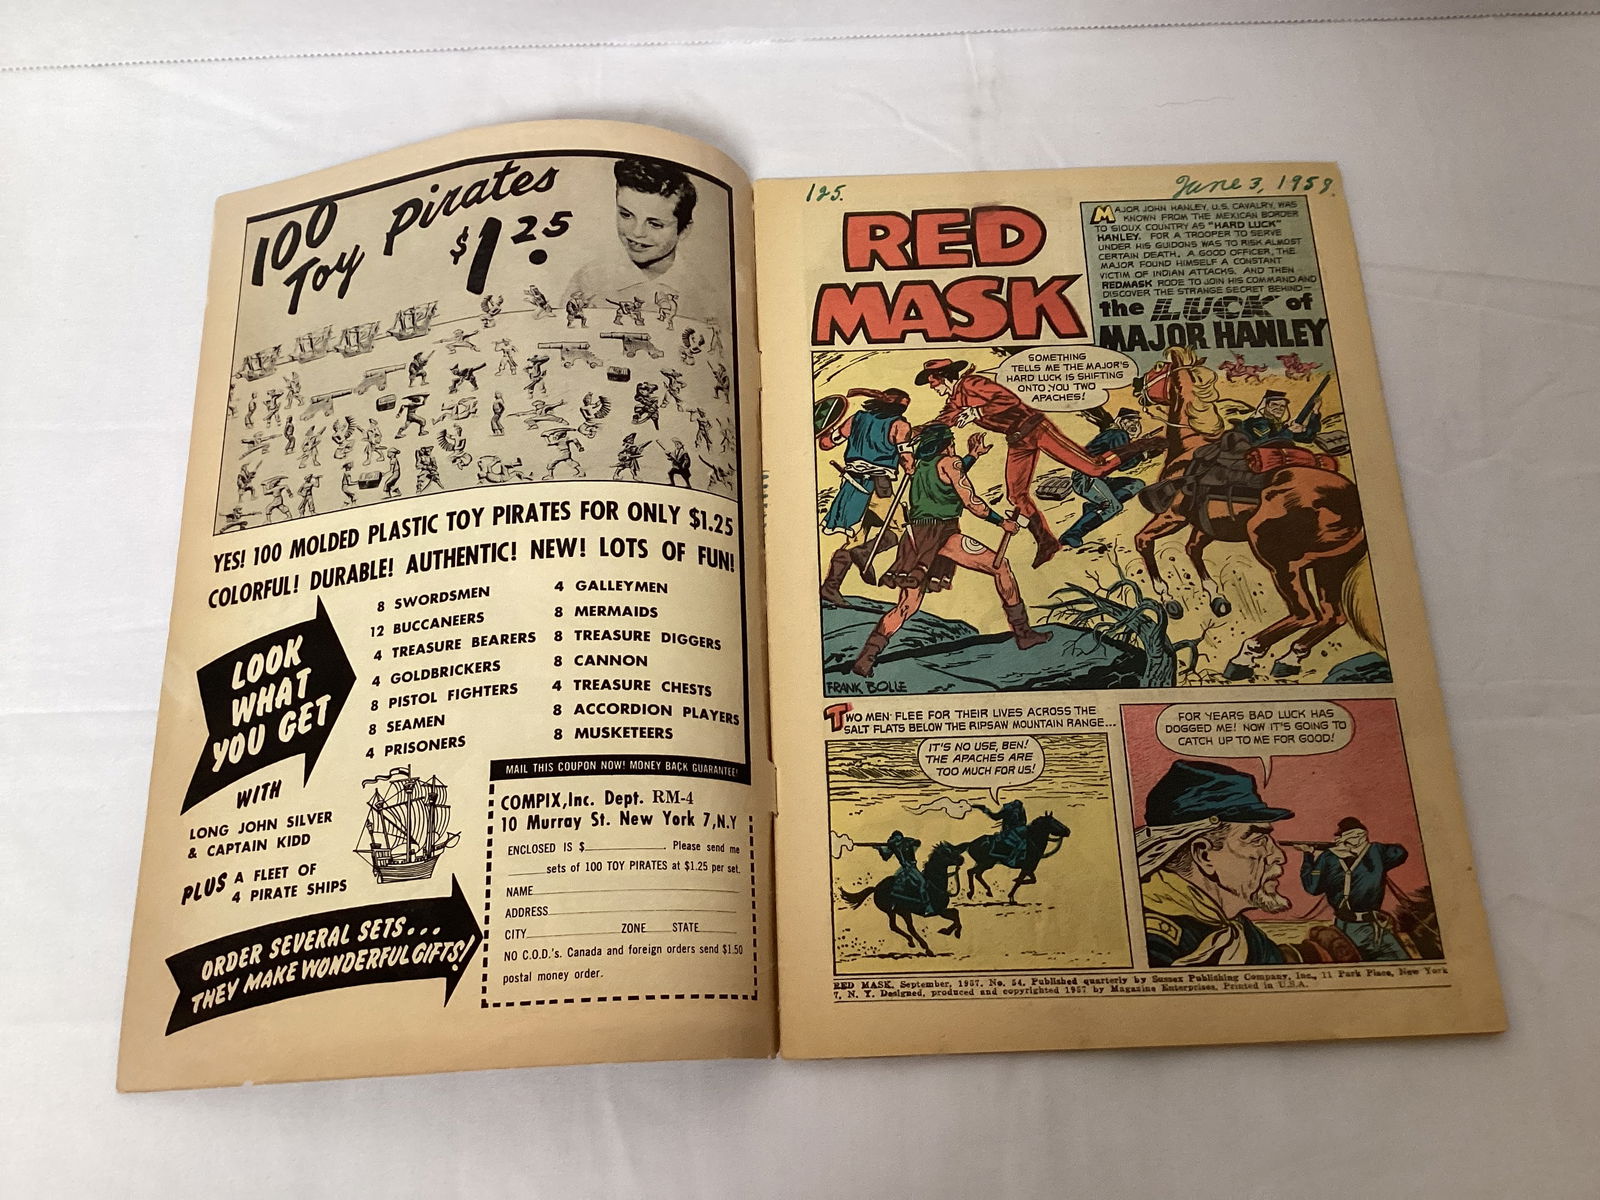 100
Toy Pirates
$1.25
YES! 100 MOLDED PLASTIC TOY PIRATES FOR ONLY $1.25
COLORFUL! DURABLE! AUTHENTIC! NEW! LOTS OF FUN!
LOOK
WHAT
YOU GET
8 SWORDSMEN
12 BUCCANEERS
4 TREASURE BEARERS
4 GOLDBRICKERS
8 PISTOL FIGHTERS
8 SEAMEN
4 PRISONERS
4 GALLEYMEN
8 MERMAIDS
8 TREASURE DIGGERS
8 CANNON
4 TREASURE CHESTS
8 ACCORDION PLAYERS
8 MUSKETEERS
WITH
LONG JOHN SILVER
& CAPTAIN KIDD
PLUS A FLEET OF
4 PIRATE SHIPS
ORDER SEVERAL SETS...
THEY MAKE WONDERFUL GIFTS!
MAIL THIS COUPON NOW! MONEY BACK GUARANTEE!
COMPIX, Inc. Dept. RM-4
10 Murray St. New York 7, N.Y
ENCLOSED IS $ . Please send me
sets of 100 TOY PIRATES at $1.25 per set.
NAME
ADDRESS
CITY ZONE STATE
NO C.O.D.'s. Canada and foreign orders send $1.50
postal money order.
125.
June 3, 1958.
RED
MASK
MAJOR JOHN HANLEY, U.S. CAVALRY, WAS
KNOWN FROM THE MEXICAN BORDER
TO SIOUX COUNTRY AS "HARD LUCK"
HANLEY. FOR A TROOPER TO SERVE
UNDER HIS GUIDONS WAS TO RISK ALMOST
CERTAIN DEATH. A GOOD OFFICER, THE
MAJOR FOUND HIMSELF A CONSTANT
VICTIM OF INDIAN ATTACKS. AND THEN
REDMASK RODE TO JOIN HIS COMMAND AND
DISCOVER THE STRANGE SECRET BEHIND—
the LUCK of
MAJOR HANLEY
SOMETHING
TELLS ME THE MAJOR'S
HARD LUCK IS SHIFTING
ONTO YOU TWO
APACHES!
FRANK BOLLE
TWO MEN FLEE FOR THEIR LIVES ACROSS THE
SALT FLATS BELOW THE RIPSAW MOUNTAIN RANGE...
IT'S NO USE, BEN!
THE APACHES ARE
TOO MUCH FOR US!
FOR YEARS BAD LUCK HAS
DOGGED ME! NOW IT'S GOING TO
CATCH UP TO ME FOR GOOD!
RED MASK, September, 1957. No. 54. Published quarterly by Sussex Publishing Company, Inc., 11 Park Place, New York
7, N. Y. Designed, produced and copyrighted 1957 by Magazine Enterprises. Printed in U.S.A.